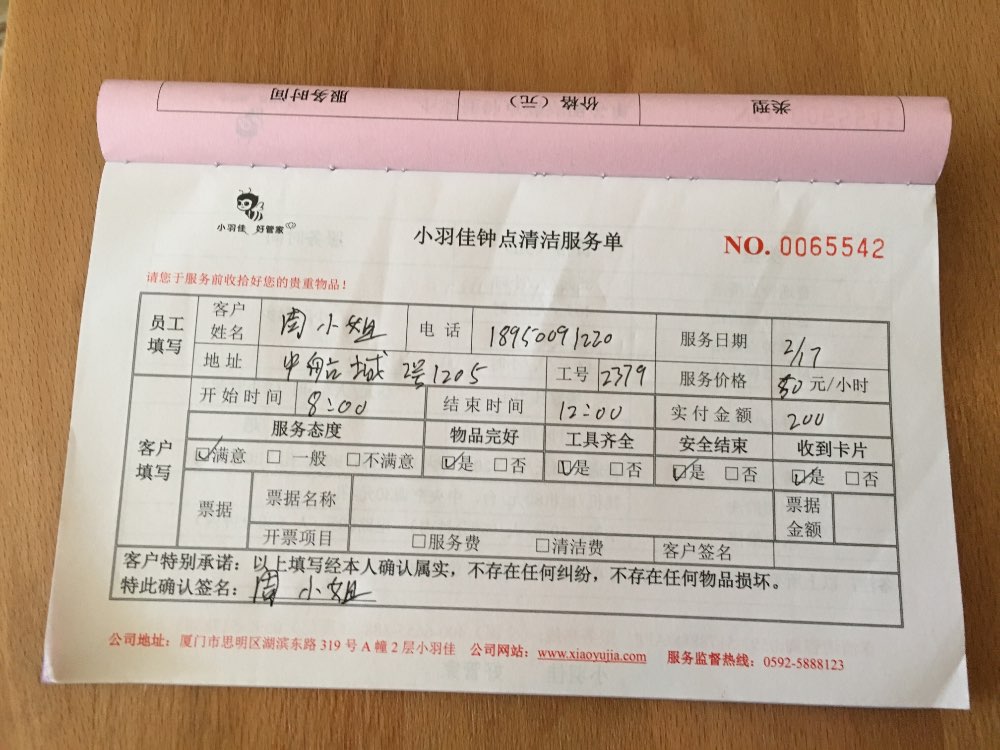 服务时间 价格（元） 类型
小羽佳 好管家
小羽佳钟点清洁服务单
NO. 0065542
请您于服务前收拾好您的贵重物品！
员工填写 客户姓名 周小姐 电话 18950091220 服务日期 2/17
地址 中船城 2号1205 工号 2379 服务价格 50元/小时
客户填写 开始时间 8:00 结束时间 12:00 实付金额 200
服务态度 物品完好 工具齐全 安全结束 收到卡片
☑满意 □一般 □不满意 ☑是 □否 ☑是 □否 ☑是 □否 ☑是 □否
票据 票据名称 票据金额
开票项目 □服务费 □清洁费 客户签名
客户特别承诺：以上填写经本人确认属实，不存在任何纠纷，不存在任何物品损坏。
特此确认签名：周小姐
公司地址：厦门市思明区湖滨东路 319 号 A 幢 2 层小羽佳 公司网站：www.xiaoyujia.com 服务监督热线：0592-5888123